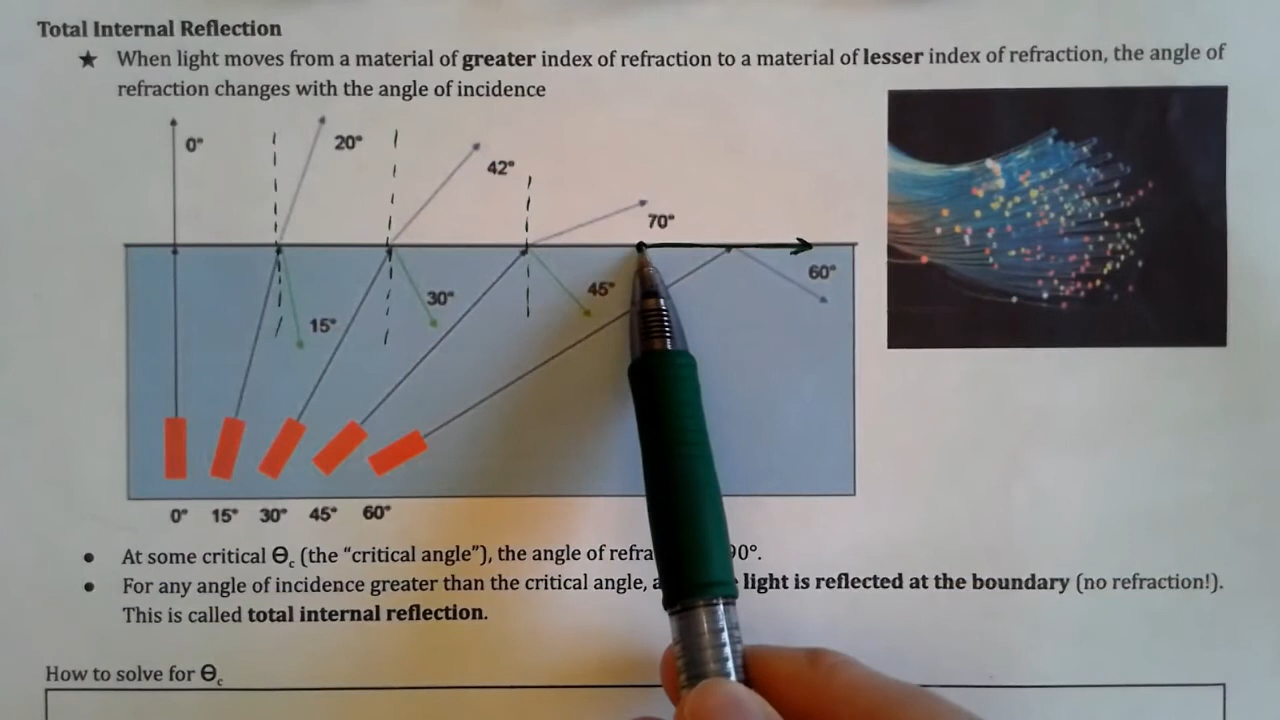 Total Internal Reflection
★ When light moves from a material of greater index of refraction to a material of lesser index of refraction, the angle of
refraction changes with the angle of incidence
0°
20°
42°
70°
15°
30°
45°
60°
0° 15° 30° 45° 60°
● At some critical ϴc (the “critical angle”), the angle of 0°.
● For any angle of incidence greater than the critical angle, light is reflected at the boundary (no refraction!).
This is called total internal reflection.
How to solve for ϴc